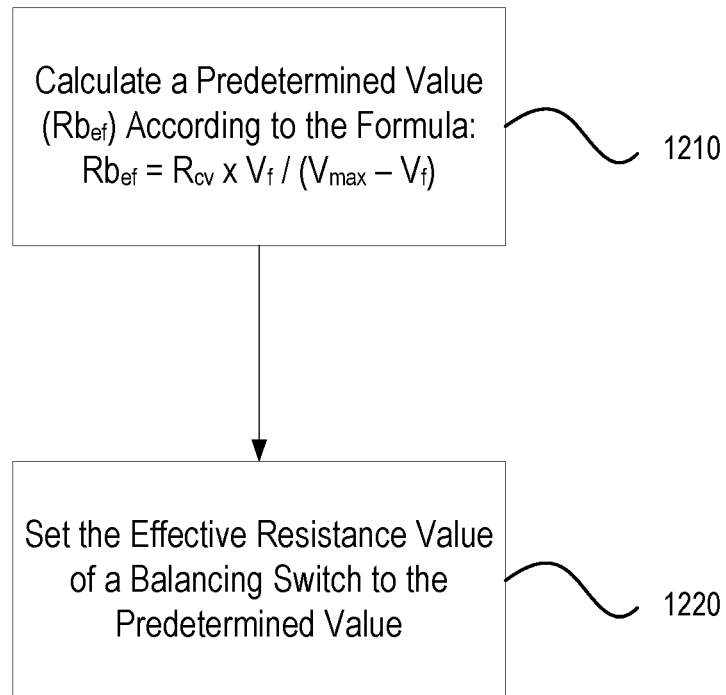 Calculate a Predetermined Value
(Rbef) According to the Formula:
Rbef = Rcv x Vf / (Vmax – Vf)
1210
Set the Effective Resistance Value
of a Balancing Switch to the
Predetermined Value
1220